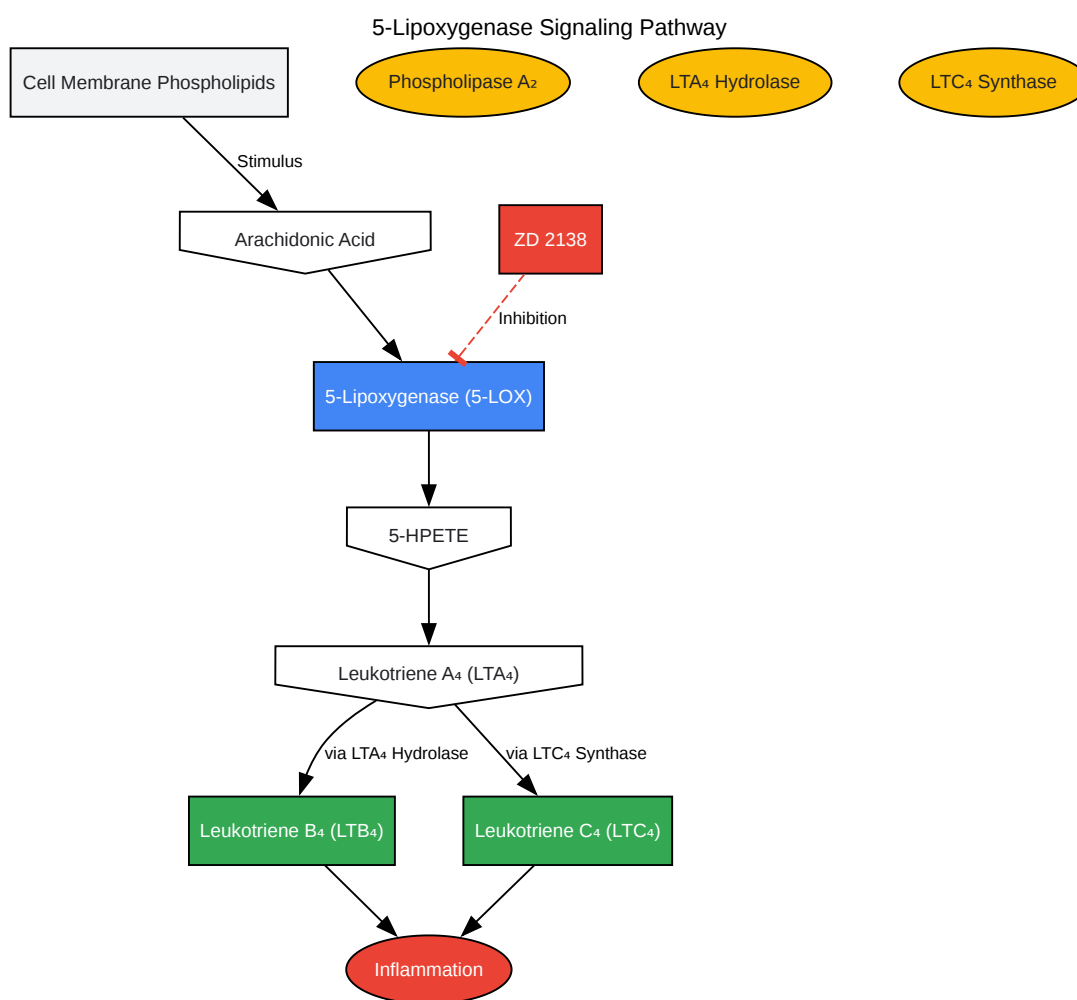 5-Lipoxygenase Signaling Pathway
Cell Membrane Phospholipids
Phospholipase A₂
LTA₄ Hydrolase
LTC₄ Synthase
Stimulus
Arachidonic Acid
ZD 2138
Inhibition
5-Lipoxygenase (5-LOX)
5-HPETE
Leukotriene A₄ (LTA₄)
via LTA₄ Hydrolase
via LTC₄ Synthase
Leukotriene B₄ (LTB₄)
Leukotriene C₄ (LTC₄)
Inflammation